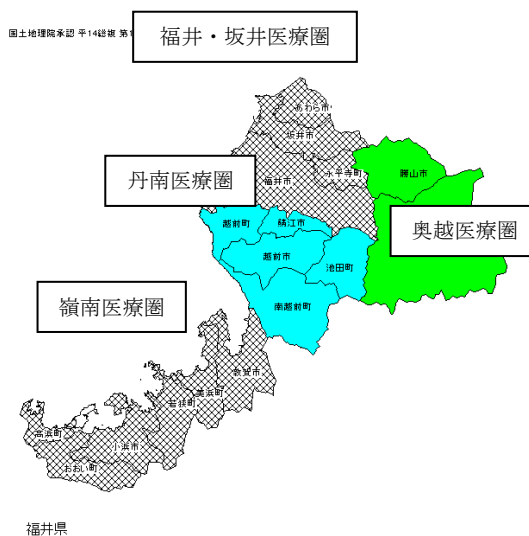 国土地理院承認 平14総複 第1
福井・坂井医療圏
あわら市
坂井市
永平寺町
勝山市
福井市
丹南医療圏
奥越医療圏
越前町
鯖江市
越前市
池田町
南越前町
嶺南医療圏
敦賀市
美浜町
若狭町
高浜町
小浜市
おおい町
福井県